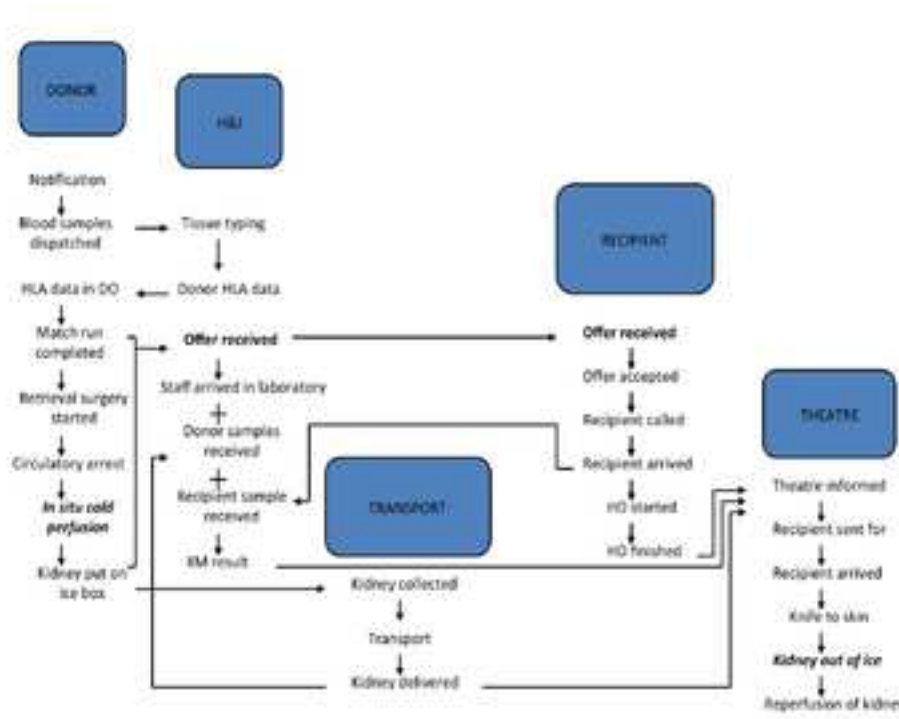 DONOR
H&I
RECIPIENT
THEATRE
TRANSPORT
Notification
Blood samples
dispatched
HLA data in DO
Match run
completed
Retrieval surgery
started
Circulatory arrest
In situ cold
perfusion
Kidney put on
ice box
Tissue typing
Donor HLA data
Offer received
Staff arrived in laboratory
+
Donor samples
received
+
Recipient sample
received
XM result
Kidney collected
Transport
Kidney delivered
Offer received
Offer accepted
Recipient called
Recipient arrived
HD started
HD finished
Theatre informed
Recipient sent for
Recipient arrived
Knife to skin
Kidney out of ice
Reperfusion of kidney